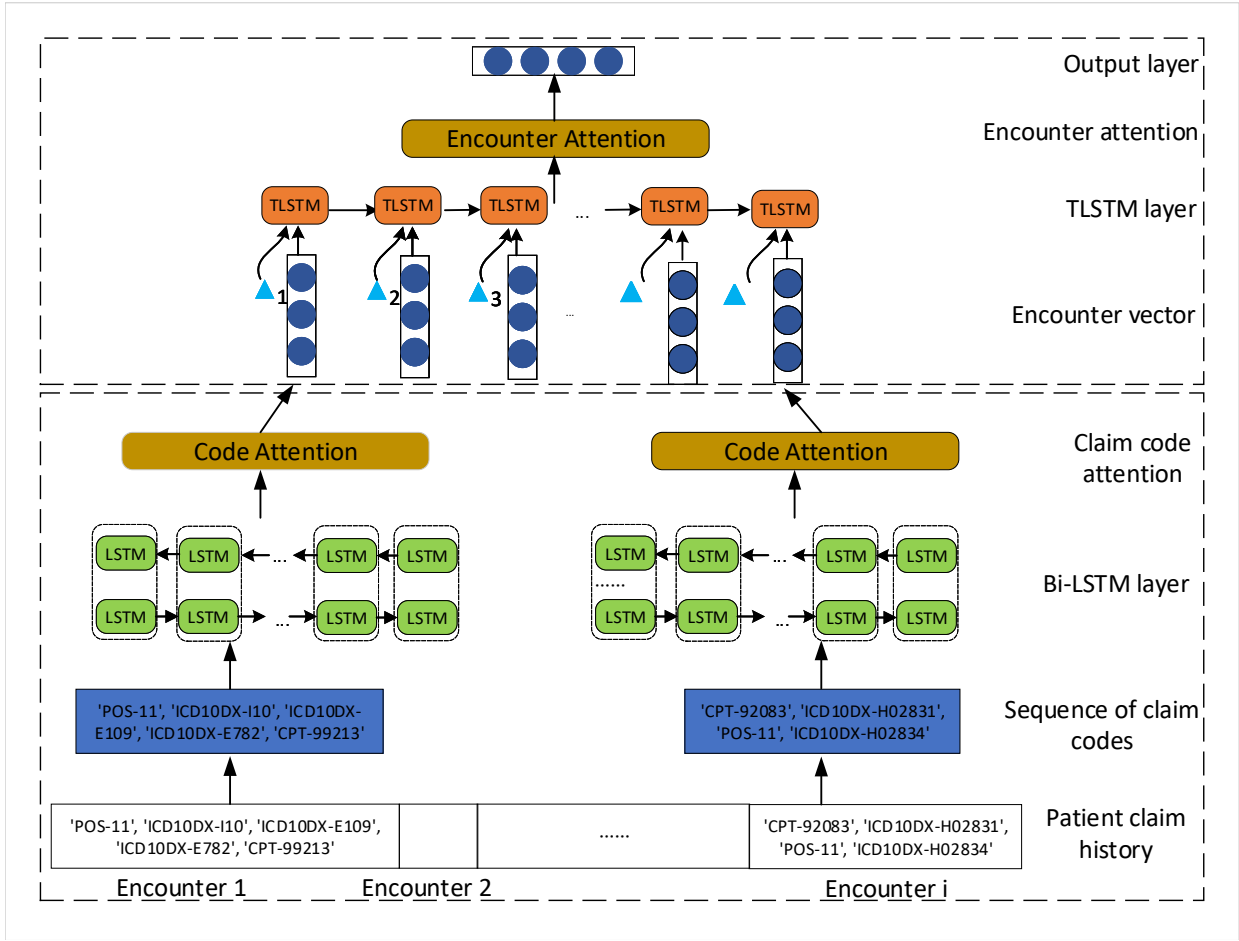 Output layer
Encounter Attention
Encounter attention
TLSTM
TLSTM
TLSTM
...
TLSTM
TLSTM
TLSTM layer
1
2
3
...
Encounter vector
Code Attention
Code Attention
Claim code
attention
LSTM
LSTM
...
LSTM
LSTM
LSTM
LSTM
...
LSTM
LSTM
LSTM
LSTM
...
LSTM
LSTM
......
LSTM
LSTM
...
LSTM
LSTM
Bi-LSTM layer
'POS-11', 'ICD10DX-I10', 'ICD10DX-
E109', 'ICD10DX-E782', 'CPT-99213'
'CPT-92083', 'ICD10DX-H02831',
'POS-11', 'ICD10DX-H02834'
Sequence of claim
codes
'POS-11', 'ICD10DX-I10', 'ICD10DX-E109',
'ICD10DX-E782', 'CPT-99213'
......
'CPT-92083', 'ICD10DX-H02831',
'POS-11', 'ICD10DX-H02834'
Patient claim
history
Encounter 1
Encounter 2
Encounter i